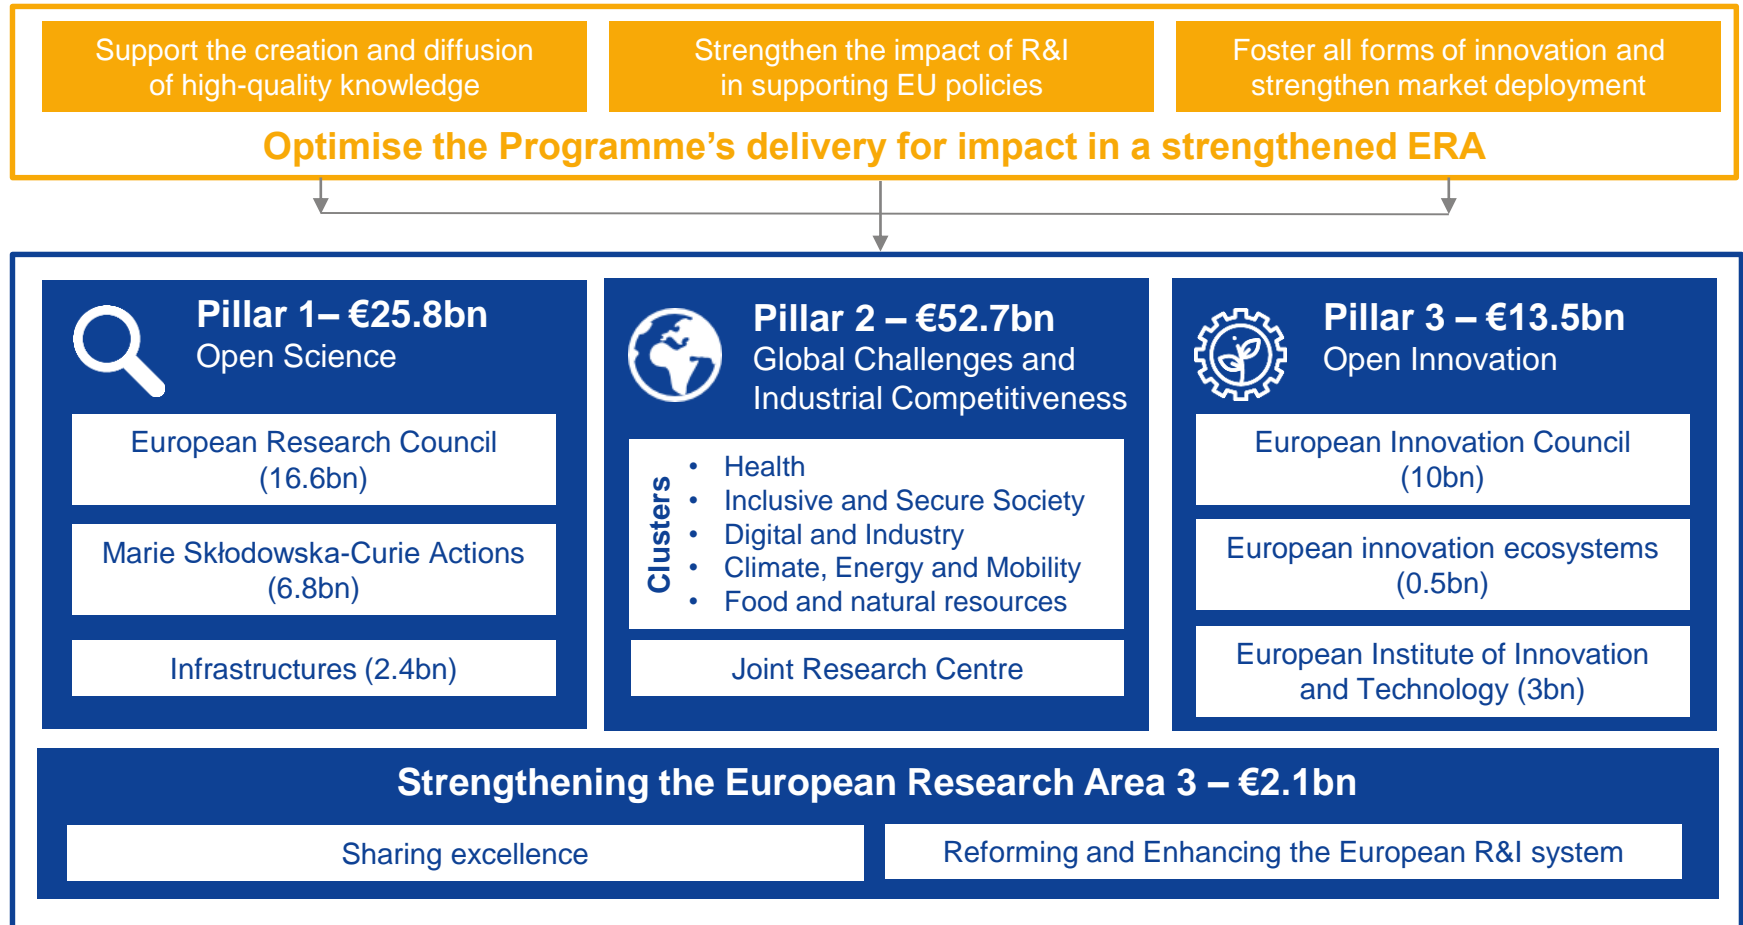 Support the creation and diffusion
of high-quality knowledge
Strengthen the impact of R&I
in supporting EU policies
Foster all forms of innovation and
strengthen market deployment
Optimise the Programme’s delivery for impact in a strengthened ERA
Pillar 1– €25.8bn
Open Science
European Research Council
(16.6bn)
Marie Skłodowska-Curie Actions
(6.8bn)
Infrastructures (2.4bn)
Pillar 2 – €52.7bn
Global Challenges and
Industrial Competitiveness
Clusters
• Health
• Inclusive and Secure Society
• Digital and Industry
• Climate, Energy and Mobility
• Food and natural resources
Joint Research Centre
Pillar 3 – €13.5bn
Open Innovation
European Innovation Council
(10bn)
European innovation ecosystems
(0.5bn)
European Institute of Innovation
and Technology (3bn)
Strengthening the European Research Area 3 – €2.1bn
Sharing excellence
Reforming and Enhancing the European R&I system